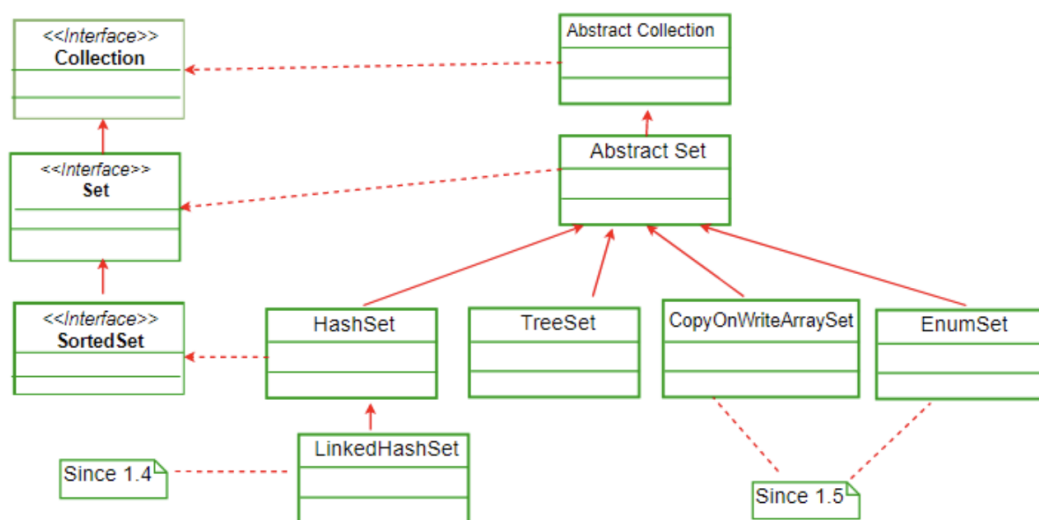 <<Interface>>
Collection
Abstract Collection
<<Interface>>
Set
Abstract Set
<<Interface>>
SortedSet
HashSet
TreeSet
CopyOnWriteArraySet
EnumSet
LinkedHashSet
Since 1.4
Since 1.5